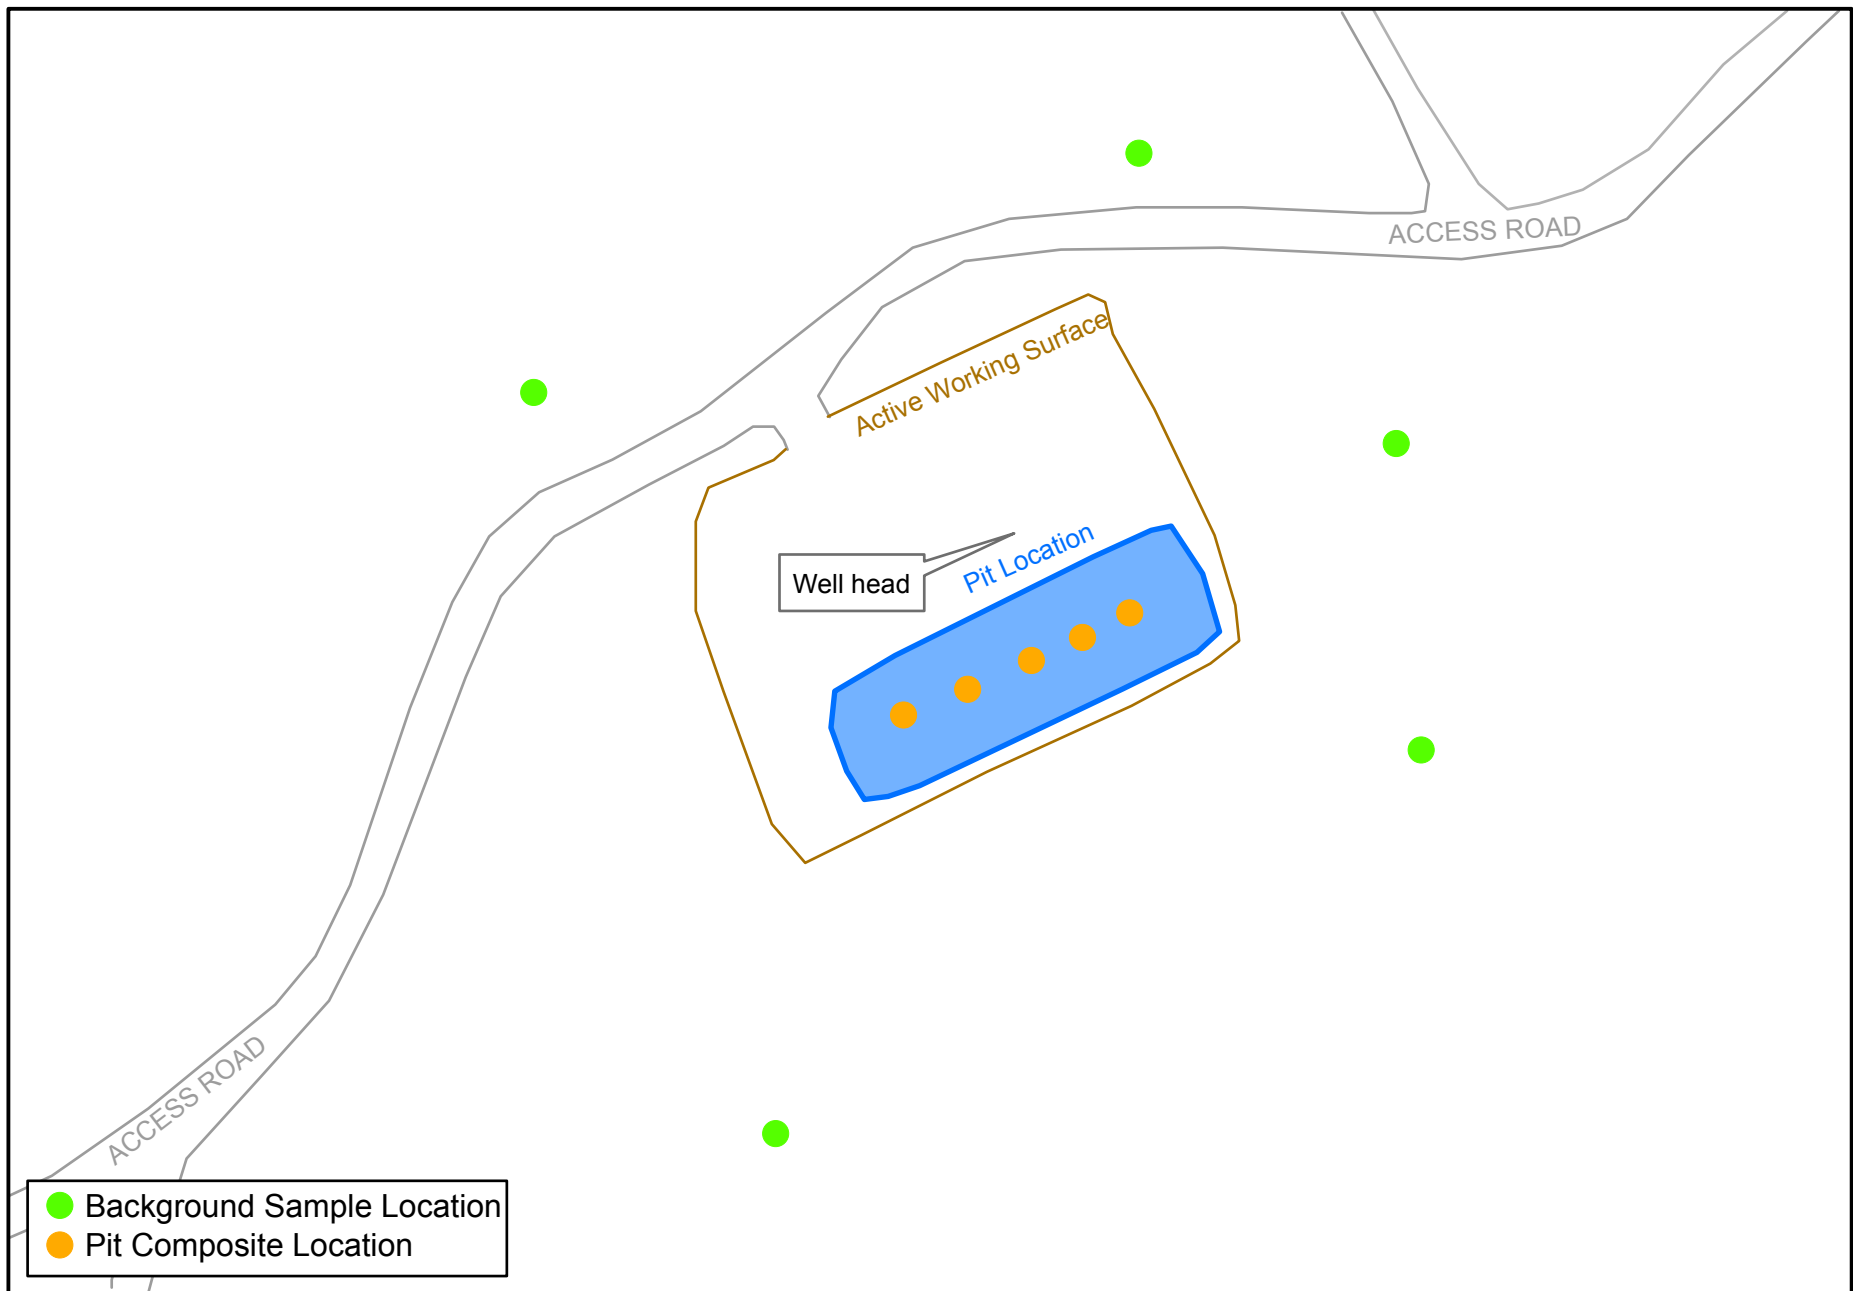 ACCESS ROAD
Active Working Surface
Pit Location
Well head
ACCESS ROAD
Background Sample Location
Pit Composite Location